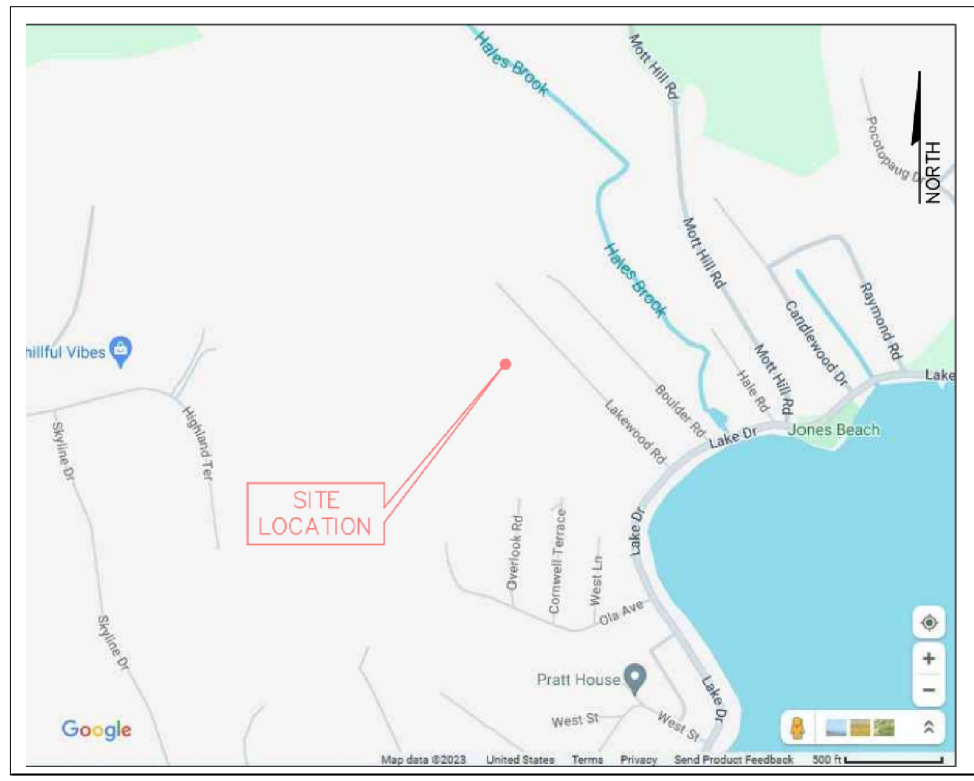 Hales Brook
Mott Hill Rd
Pocotopaug Dr
NORTH
Mott Hill Rd
Hales Brook
Candlewood Dr
Raymond Rd
hillful Vibes
Lake
Mott Hill Rd
Hale Rd
Boulder Rd
Lakewood Rd
Lake Dr
Jones Beach
Skyline Dr
Highland Ter
SITE
LOCATION
Overlook Rd
Cornwell Terrace
West Ln
Lake Dr
Ola Ave
Skyline Dr
Pratt House
Lake Dr
West St
West St
Google
Map data ©2023 United States Terms Privacy Send Product Feedback 500 ft